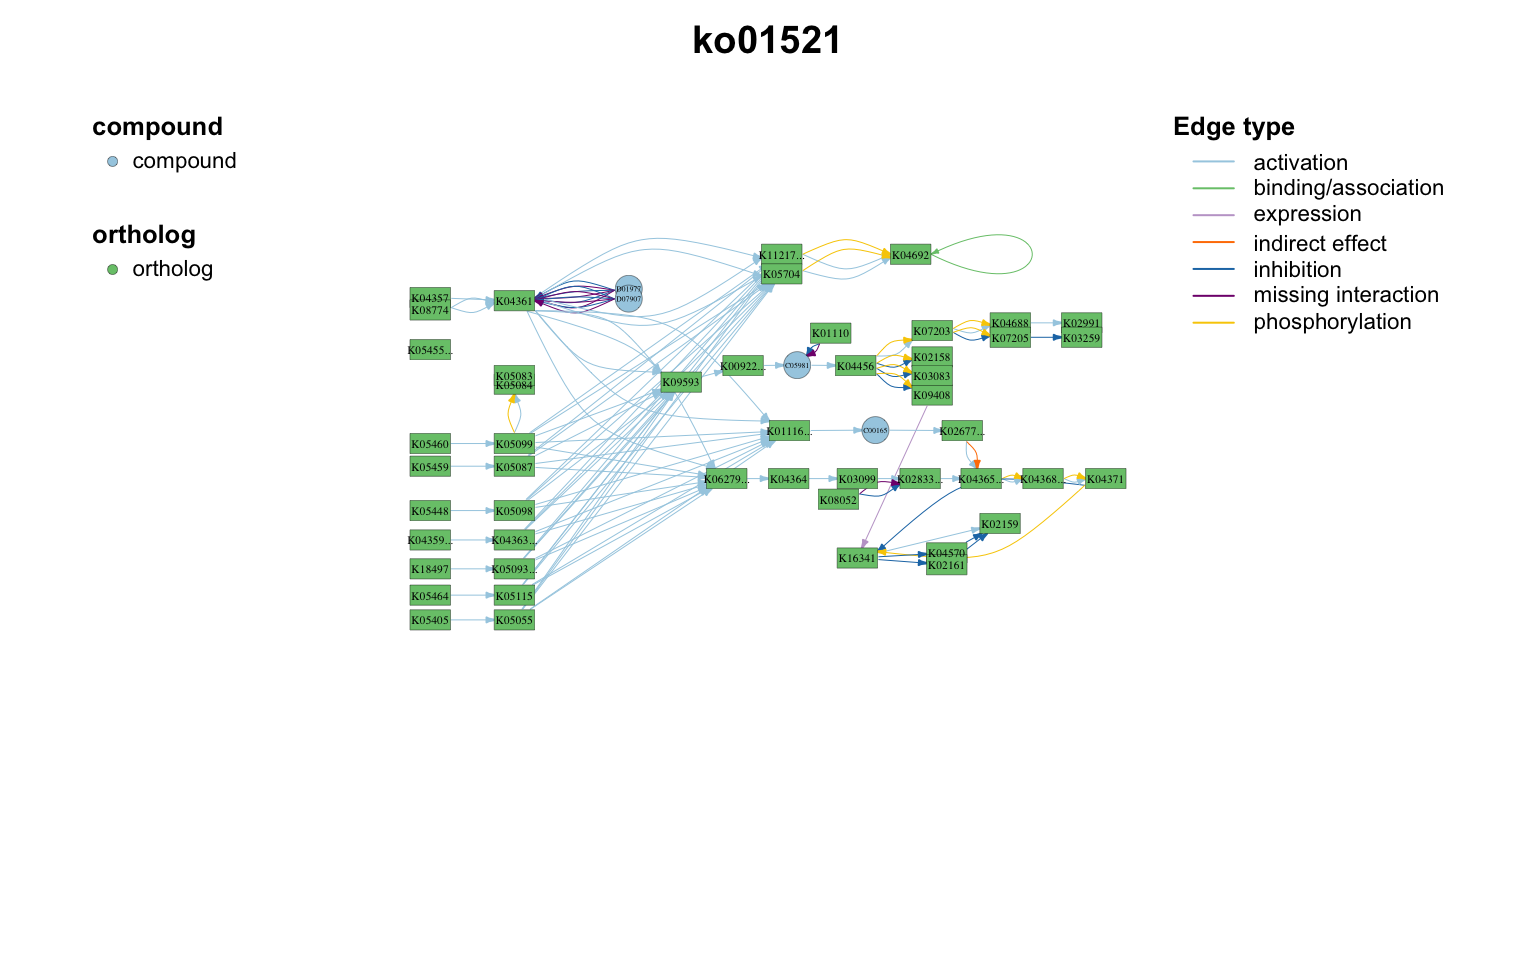 ko01521
compound
compound
ortholog
ortholog
Edge type
activation
binding/association
expression
indirect effect
inhibition
missing interaction
phosphorylation
K11217...
K05704
K04692
K04357
K08774
K04361
D01977
D07907
K05455...
K05083
K05084
K01110
K07203
K04688
K07205
K02991
K03259
K00922...
C05981
K04456
K02158
K03083
K09408
K09593
K05460
K05099
K01116...
C00165
K02677...
K05459
K05087
K06279...
K04364
K03099
K08052
K02833...
K04365...
K04368...
K04371
K05448
K05098
K02159
K04359...
K04363...
K16341
K04570
K02161
K18497
K05093...
K05464
K05115
K05405
K05055